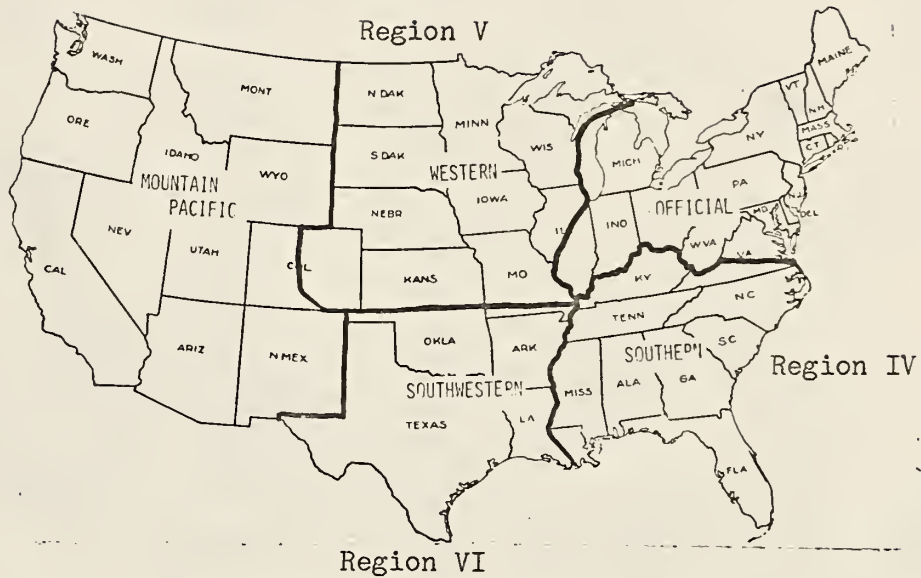 Region V
WASH
MONT
N DAK
MINN
MAINE
VT
NH
MASS
CT
NY
ORE
IDAHO
S DAK
WIS
MICH
MOUNTAIN
PACIFIC
WYO
WESTERN
IOWA
NEBR
PA
NJ
MD
DEL
OFFICIAL
NEV
UTAH
COL
IL
IND
W VA
VA
CAL
KANS
MO
KY
NC
TENN
ARIZ
N MEX
OKLA
ARK
SC
SOUTHERN
Region IV
SOUTHWESTERN
MISS
ALA
GA
TEXAS
LA
FLA
Region VI